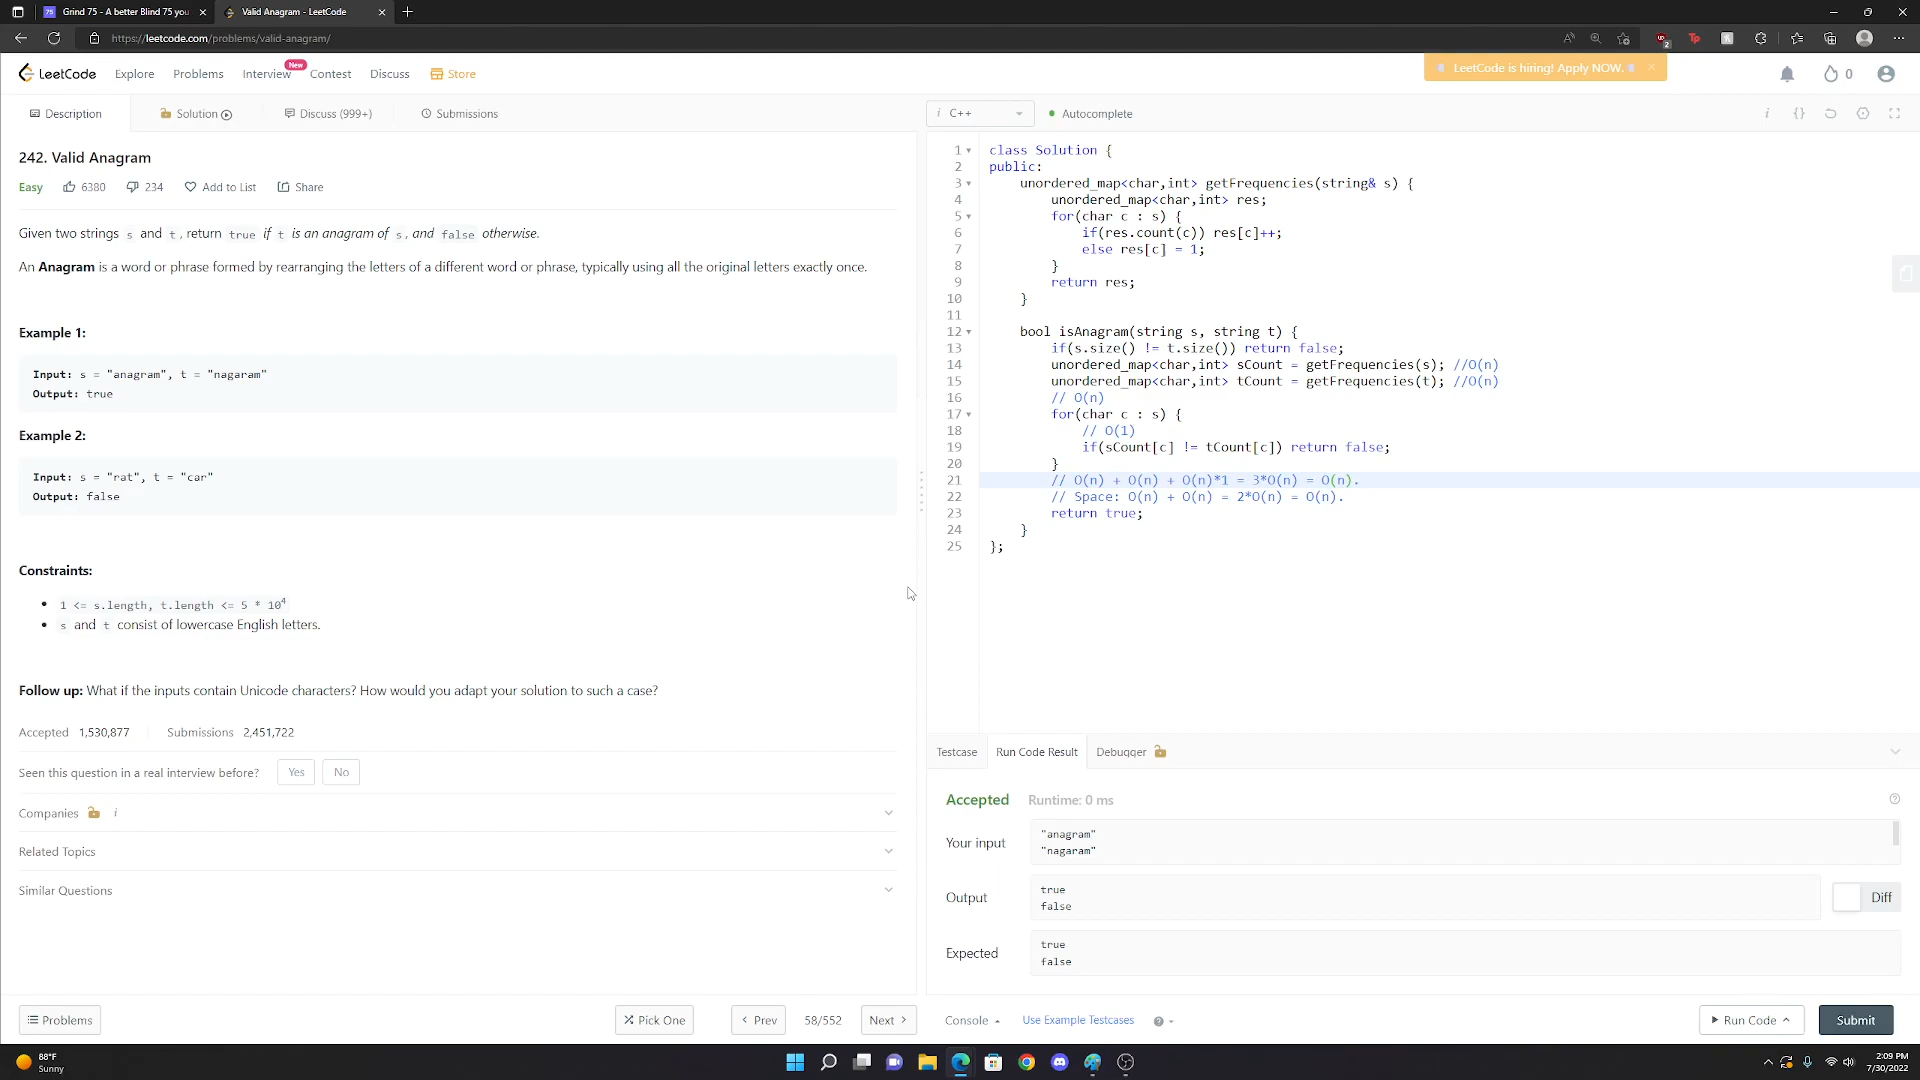 Grind 75 - A better Blind 75 you
Valid Anagram - LeetCode
https://leetcode.com/problems/valid-anagram/
LeetCode
Explore
Problems
Interview
New
Contest
Discuss
Store
LeetCode is hiring! Apply NOW.
0
Description
Solution
Discuss (999+)
Submissions
i C++
Autocomplete
242. Valid Anagram
Easy
6380
234
Add to List
Share
Given two strings s and t, return true if t is an anagram of s, and false otherwise.
An Anagram is a word or phrase formed by rearranging the letters of a different word or phrase, typically using all the original letters exactly once.
Example 1:
Input: s = "anagram", t = "nagaram"
Output: true
Example 2:
Input: s = "rat", t = "car"
Output: false
Constraints:
1 <= s.length, t.length <= 5 * 10^4
s and t consist of lowercase English letters.
Follow up: What if the inputs contain Unicode characters? How would you adapt your solution to such a case?
Accepted 1,530,877
Submissions 2,451,722
Seen this question in a real interview before?
Yes
No
Companies i
Related Topics
Similar Questions
Problems
Pick One
Prev
58/552
Next
1 class Solution {
2 public:
3 unordered_map<char,int> getFrequencies(string& s) {
4 unordered_map<char,int> res;
5 for(char c : s) {
6 if(res.count(c)) res[c]++;
7 else res[c] = 1;
8 }
9 return res;
10 }
11
12 bool isAnagram(string s, string t) {
13 if(s.size() != t.size()) return false;
14 unordered_map<char,int> sCount = getFrequencies(s); //O(n)
15 unordered_map<char,int> tCount = getFrequencies(t); //O(n)
16 // O(n)
17 for(char c : s) {
18 // O(1)
19 if(sCount[c] != tCount[c]) return false;
20 }
21 // O(n) + O(n) + O(n)*1 = 3*O(n) = O(n).
22 // Space: O(n) + O(n) = 2*O(n) = O(n).
23 return true;
24 }
25 };
Testcase
Run Code Result
Debugger
Accepted
Runtime: 0 ms
Your input
"anagram"
"nagaram"
Output
true
false
Diff
Expected
true
false
Console
Use Example Testcases
Run Code
Submit
88°F
Sunny
2:09 PM
7/30/2022